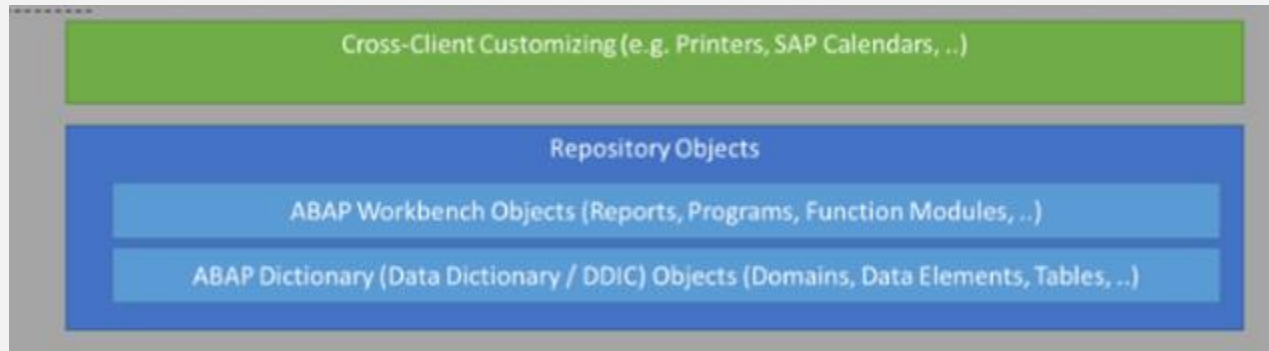 Cross-Client Customizing (e.g. Printers, SAP Calendars, ..)
Repository Objects
ABAP Workbench Objects (Reports, Programs, Function Modules, ..)
ABAP Dictionary (Data Dictionary / DDIC) Objects (Domains, Data Elements, Tables, ..)